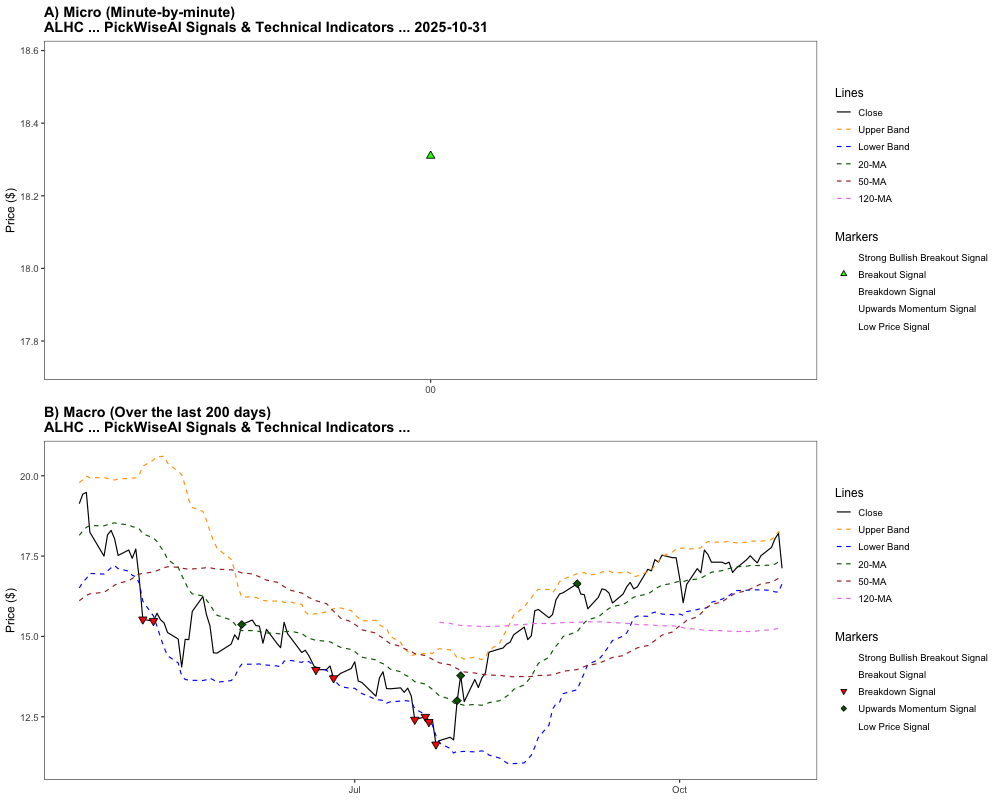 A) Micro (Minute-by-minute)
ALHC ... PickWiseAI Signals & Technical Indicators ... 2025-10-31
18.6
18.4
18.2
18.0
17.8
Price ($)
00
Lines
Close
Upper Band
Lower Band
20-MA
50-MA
120-MA
Markers
Strong Bullish Breakout Signal
Breakout Signal
Breakdown Signal
Upwards Momentum Signal
Low Price Signal
B) Macro (Over the last 200 days)
ALHC ... PickWiseAI Signals & Technical Indicators ...
20.0
17.5
15.0
12.5
Price ($)
Jul
Oct
Lines
Close
Upper Band
Lower Band
20-MA
50-MA
120-MA
Markers
Strong Bullish Breakout Signal
Breakout Signal
Breakdown Signal
Upwards Momentum Signal
Low Price Signal